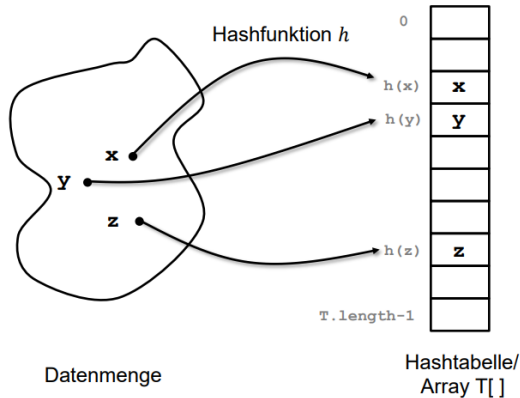 Hashfunktion h
0
h(x) x
h(y) y
x
y
z
h(z) z
T.length-1
Datenmenge
Hashtabelle/
Array T[ ]